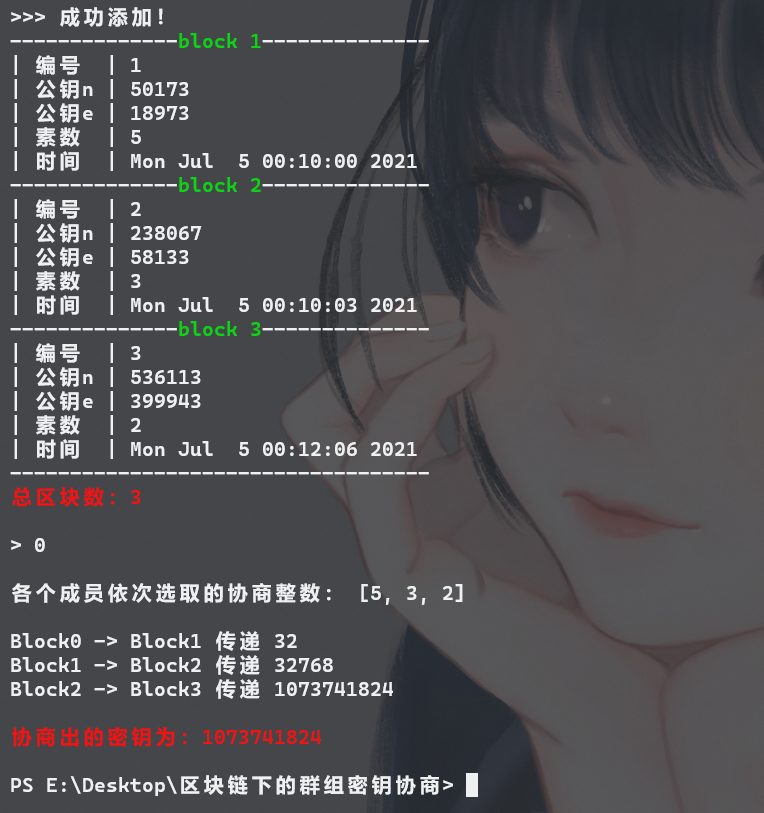 >>> 成功添加！
--------------block 1--------------
| 编号  | 1
| 公钥n | 50173
| 公钥e | 18973
| 素数  | 5
| 时间  | Mon Jul  5 00:10:00 2021
--------------block 2--------------
| 编号  | 2
| 公钥n | 238067
| 公钥e | 58133
| 素数  | 3
| 时间  | Mon Jul  5 00:10:03 2021
--------------block 3--------------
| 编号  | 3
| 公钥n | 536113
| 公钥e | 399943
| 素数  | 2
| 时间  | Mon Jul  5 00:12:06 2021
-----------------------------------
总区块数：3
> 0
各个成员依次选取的协商整数： [5, 3, 2]
Block0 -> Block1 传递 32
Block1 -> Block2 传递 32768
Block2 -> Block3 传递 1073741824
协商出的密钥为：1073741824
PS E:\Desktop\区块链下的群组密钥协商>